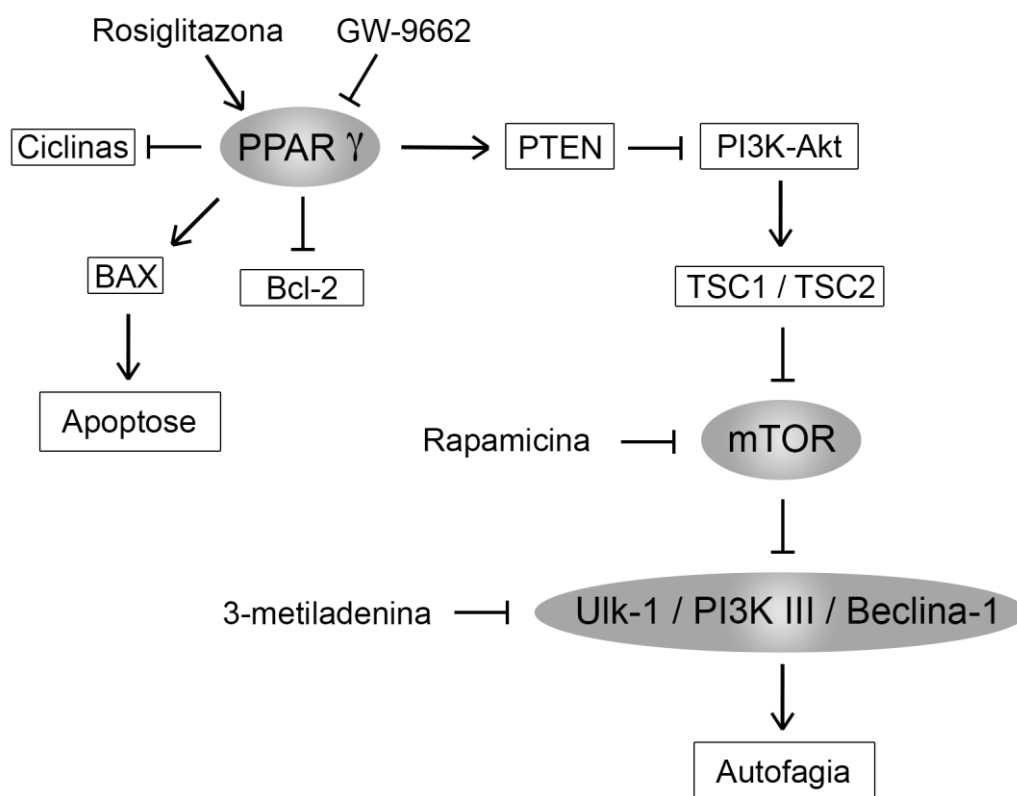 Rosiglitazona
GW-9662
Ciclinas
PPAR γ
PTEN
PI3K-Akt
BAX
Bcl-2
TSC1 / TSC2
Apoptose
Rapamicina
mTOR
3-metiladenina
Ulk-1 / PI3K III / Beclina-1
Autofagia